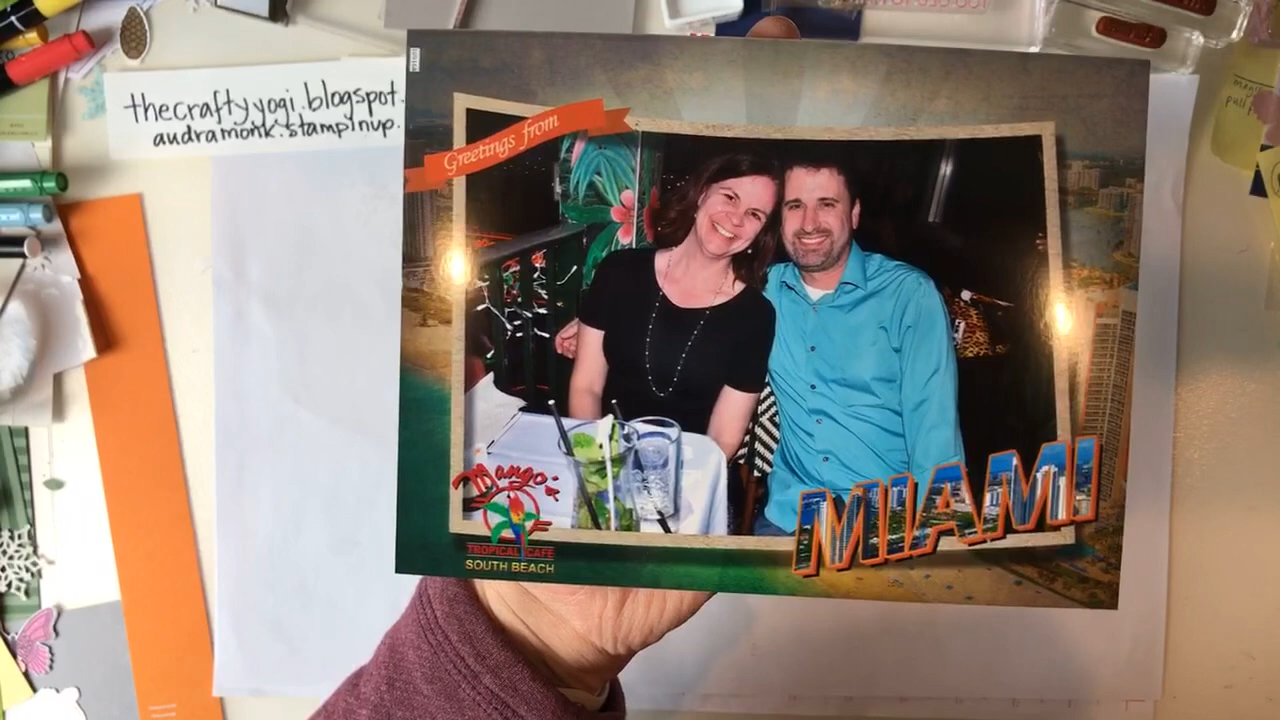 thecraftyyogi.blogspot.
audramonk.stampinup.
Greetings from
Mango's
TROPICAL CAFE
SOUTH BEACH
MIAMI